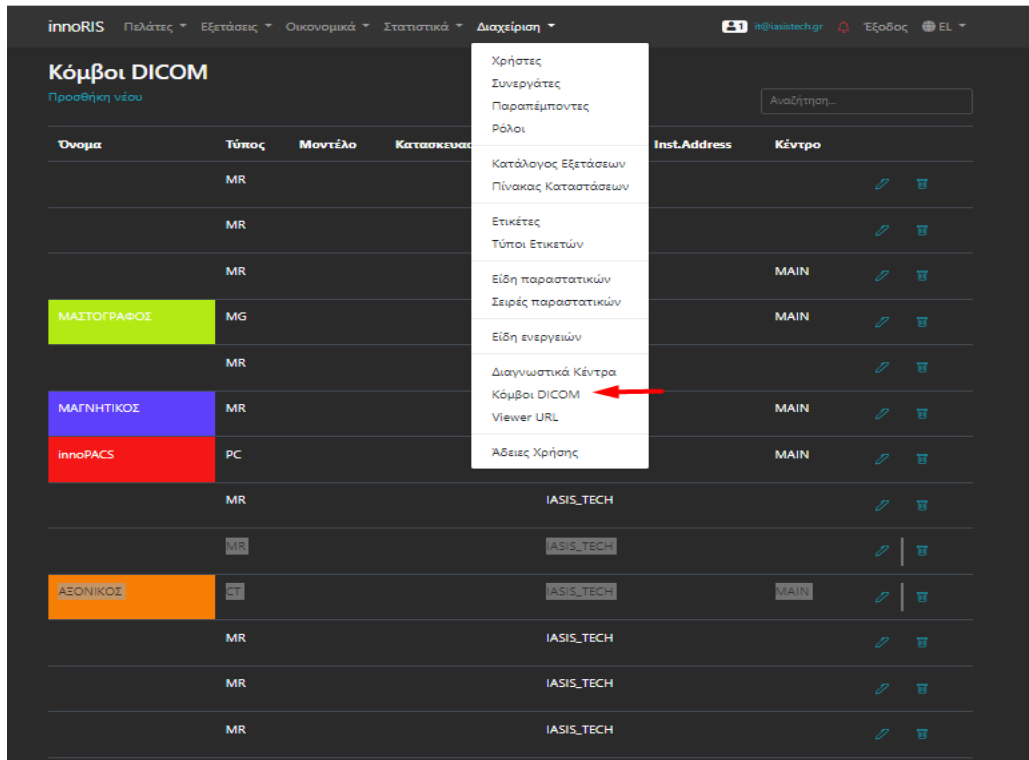 innoRIS Πελάτες Εξετάσεις Οικονομικά Στατιστικά Διαχείριση 1 it@iasistech.gr Έξοδος EL
Κόμβοι DICOM
Προσθήκη νέου
Αναζήτηση...
Χρήστες
Συνεργάτες
Παραπέμποντες
Ρόλοι
Κατάλογος Εξετάσεων
Πίνακας Καταστάσεων
Ετικέτες
Τύποι Ετικετών
Είδη παραστατικών
Σειρές παραστατικών
Είδη ενεργειών
Διαγνωστικά Κέντρα
Κόμβοι DICOM
Viewer URL
Άδειες Χρήσης
Όνομα Τύπος Μοντέλο Κατασκευασ Inst.Address Κέντρο
MR
MR
MR MAIN
ΜΑΣΤΟΓΡΑΦΟΣ MG MAIN
MR
ΜΑΓΝΗΤΙΚΟΣ MR MAIN
innoPACS PC MAIN
MR IASIS_TECH
MR IASIS_TECH
ΑΞΟΝΙΚΟΣ CT IASIS_TECH MAIN
MR IASIS_TECH
MR IASIS_TECH
MR IASIS_TECH